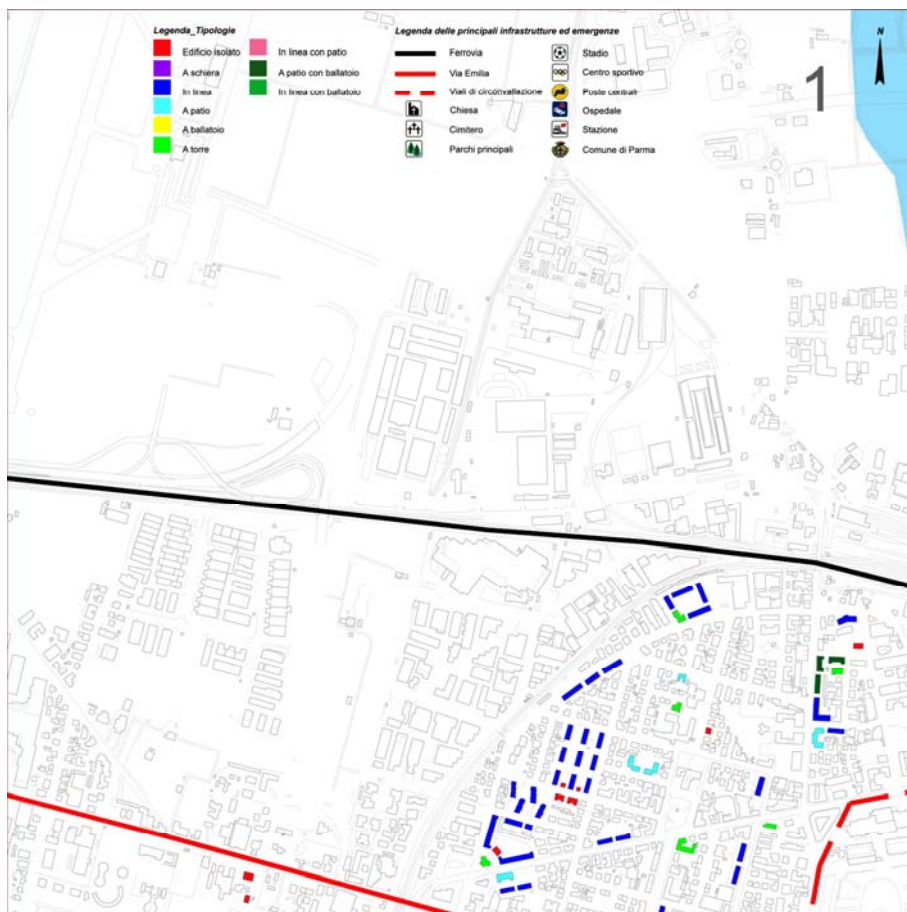 Legenda_Tipologie
Edificio isolato
A schiera
In linea
A patio
A ballatoio
A torre
In linea con patio
A patio con ballatoio
In linea con ballatoio
Legenda delle principali infrastrutture ed emergenze
Ferrovia
Via Emilia
Viali di circonvallazione
Chiesa
Cimitero
Parchi principali
Stadio
Centro sportivo
Poste centrali
Ospedale
Stazione
Comune di Parma
1
N